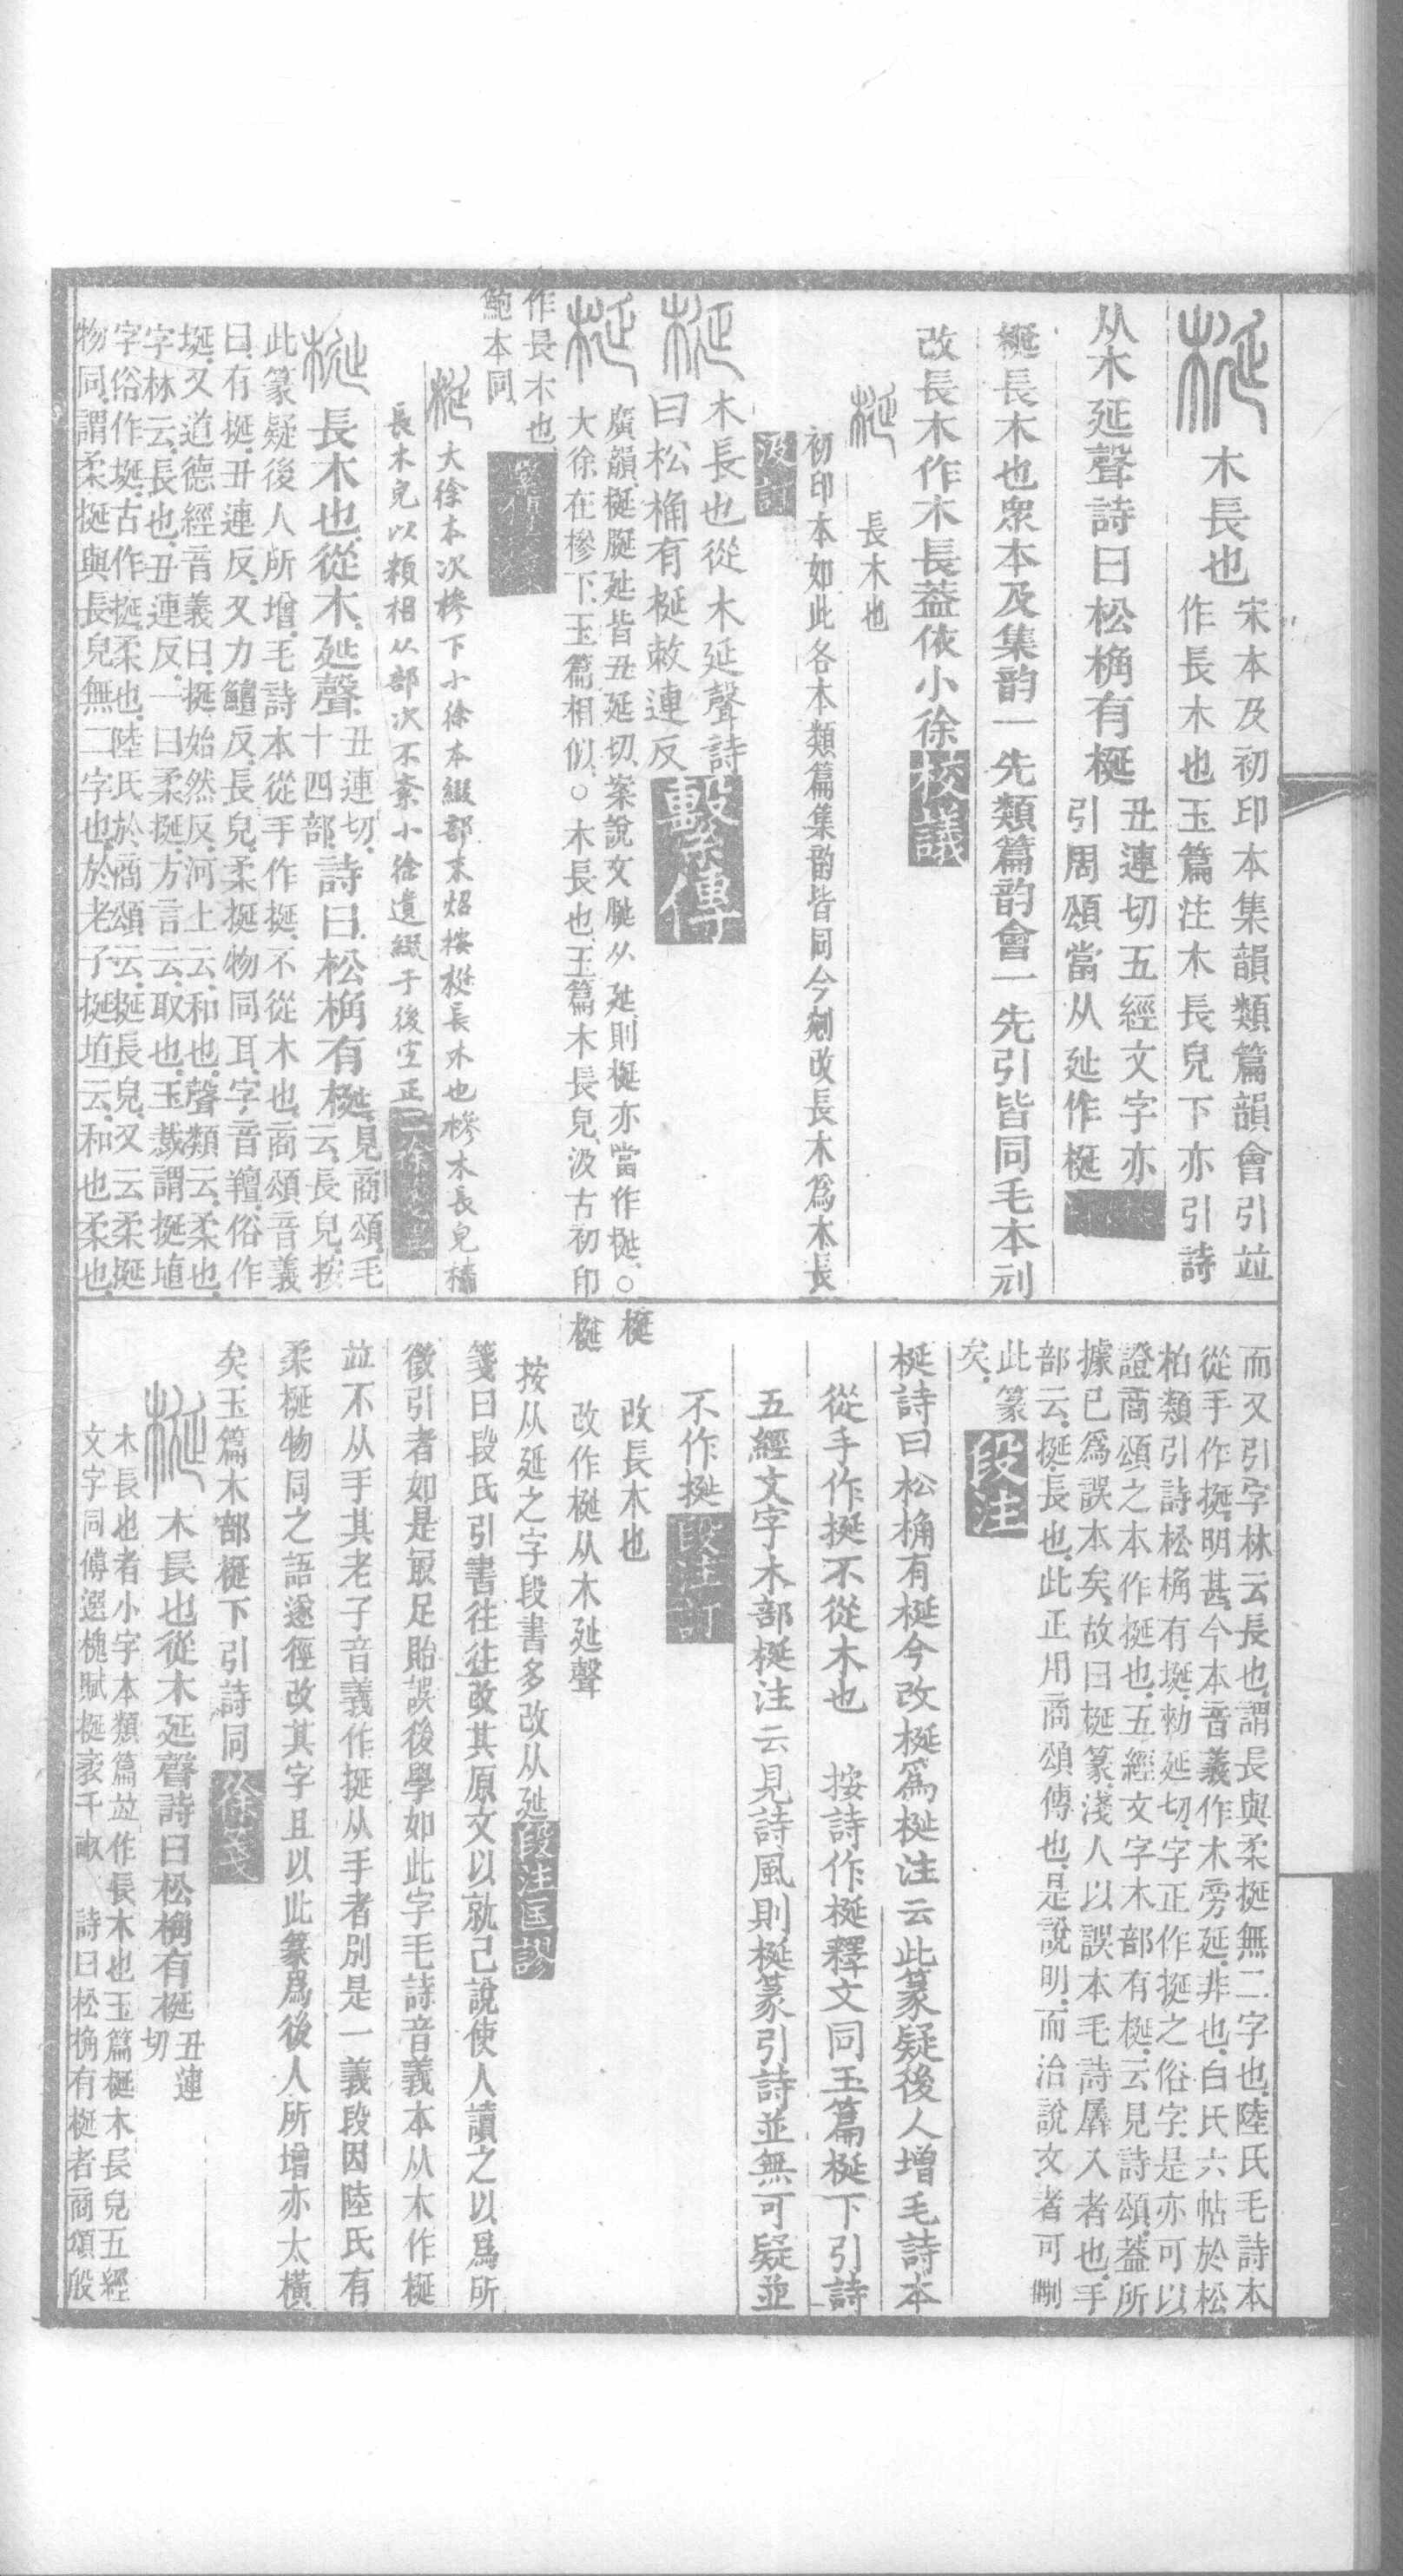 梴
木長也
宋本及初印本集韻類篇韻會引竝
作長木也玉篇注木長皃下亦引詩
从木延聲詩曰松桷有梴
丑連切五經文字亦
引周頌當从㢟作梴
梴長木也衆本及集韵一先類篇韵會一先引皆同毛本刓
改長木作木長蓋依小徐校議
梴
長木也
初印本如此各本類篇集韵皆同今剜改長木爲木長
汲訂
梴
木長也從木延聲詩
曰松桷有梴敕連反
繫傳
梴
廣韻梴脠㢟皆丑延切案說文脠从㢟則梴亦當作梴○
大徐在槮下玉篇相似○木長也玉篇木長皃汲古初印
作長木也
鮑本同
梴
大徐本次槮下小徐本綴部末炤按梴長木也槮木長皃
長木皃以類相从部次不紊小徐遺綴于後宜正
梴
長木也從木延聲
丑連切
十四部
詩曰松桷有梴
見商頌毛
云長皃按
此篆疑後人所增毛詩本從手作挻不從木也商頌音義
曰有挻丑連反又力鱣反長皃柔挻物同耳字音羶俗作
埏又道德經音義曰挻始然反河上云和也聲類云柔也
字林云長也丑連反一曰柔挻方言云取也玉裁謂挻埴
字俗作埏古作挻柔也陸氏於商頌云挻長皃又云柔挻
物同謂柔挻與長皃無二字也於老子挻埴云和也柔也
而又引字林云長也謂長與柔挻無二字也陸氏毛詩本
從手作挻明甚今本音義作木旁延非也白氏六帖於松
柏類引詩松桷有埏勑延切字正作挻之俗字是亦可以
證商頌之本作挻也五經文字木部有梴云見詩頌蓋所
據已爲誤本矣故曰梴篆淺人以誤本毛詩羼入者也手
部云挻長也此正用商頌傳也是說明而治說文者可刪
此篆
矣
段注
梴詩曰松桷有梴今改梴爲梴注云此篆疑後人增毛詩本
從手作挻不從木也　按詩作梴釋文同玉篇梴下引詩
五經文字木部梴注云見詩風則梴篆引詩並無可疑並
不作挻段注訂
梴
改長木也
梴
改作梴从木㢟聲
按从延之字段書多改从㢟段注匡謬
箋曰段氏引書往往改其原文以就己說使人讀之以爲所
徵引者如是最足貽誤後學如此字毛詩音義本从木作梴
竝不从手其老子音義作挻从手者別是一義段因陸氏有
柔梴物同之語遂徑改其字且以此篆爲後人所增亦太橫
矣玉篇木部梴下引詩同徐箋
梴
木長也從木延聲詩曰松桷有梴
丑連
切
木長也者小字本類篇竝作長木也玉篇梴木長皃五經
文字同傅選槐賦梴袤千畝　詩曰松桷有梴者商頌殷